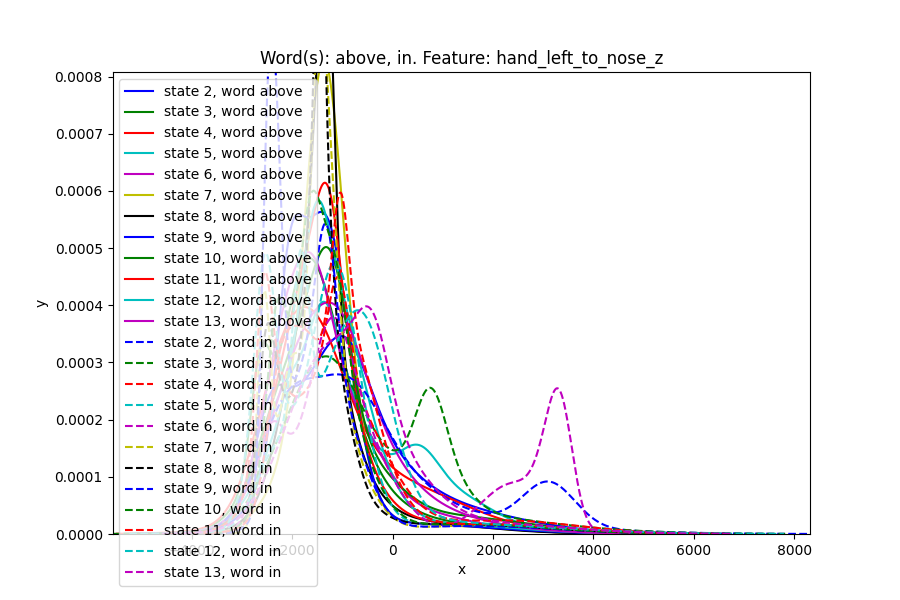 Word(s): above, in. Feature: hand_left_to_nose_z
0.0008
0.0007
0.0006
0.0005
0.0004
0.0003
0.0002
0.0001
0.0000
y
state 2, word above
state 3, word above
state 4, word above
state 5, word above
state 6, word above
state 7, word above
state 8, word above
state 9, word above
state 10, word above
state 11, word above
state 12, word above
state 13, word above
state 2, word in
state 3, word in
state 4, word in
state 5, word in
state 6, word in
state 7, word in
state 8, word in
state 9, word in
state 10, word in
state 11, word in
state 12, word in
state 13, word in
0 2000 4000 6000 8000
x